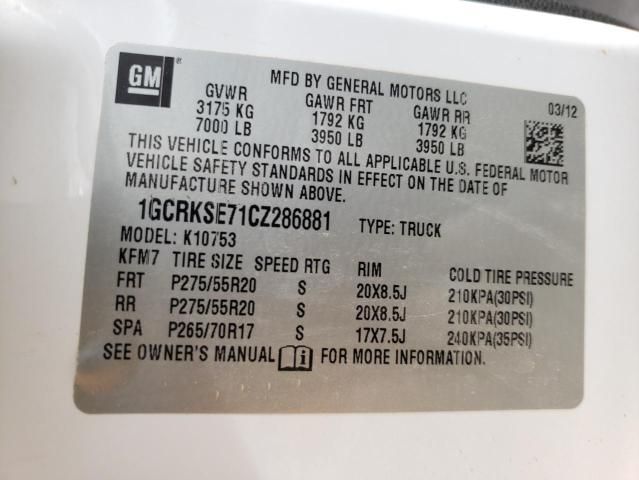 GM ®
MFD BY GENERAL MOTORS LLC
GVWR GAWR FRT GAWR RR 03/12
3175 KG 1792 KG 1792 KG
7000 LB 3950 LB 3950 LB
THIS VEHICLE CONFORMS TO ALL APPLICABLE U.S. FEDERAL MOTOR
VEHICLE SAFETY STANDARDS IN EFFECT ON THE DATE OF
MANUFACTURE SHOWN ABOVE.
1GCRKSE71CZ286881 TYPE: TRUCK
MODEL: K10753
KFM7 TIRE SIZE SPEED RTG RIM COLD TIRE PRESSURE
FRT P275/55R20 S 20X8.5J 210KPA(30PSI)
RR P275/55R20 S 20X8.5J 210KPA(30PSI)
SPA P265/70R17 S 17X7.5J 240KPA(35PSI)
SEE OWNER'S MANUAL FOR MORE INFORMATION.